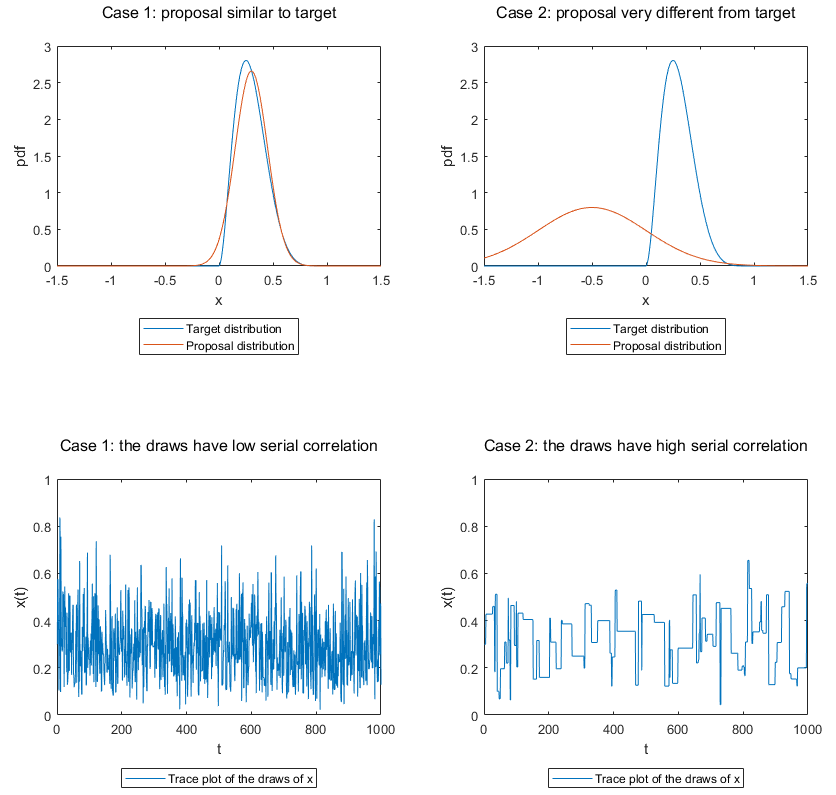 Case 1: proposal similar to target
3
2.5
2
1.5
1
0.5
0
pdf
-1.5
-1
-0.5
0
0.5
1
1.5
x
Target distribution
Proposal distribution
Case 2: proposal very different from target
3
2.5
2
1.5
1
0.5
0
pdf
-1.5
-1
-0.5
0
0.5
1
1.5
x
Target distribution
Proposal distribution
Case 1: the draws have low serial correlation
1
0.8
0.6
0.4
0.2
0
x(t)
0
200
400
600
800
1000
t
Trace plot of the draws of x
Case 2: the draws have high serial correlation
1
0.8
0.6
0.4
0.2
0
x(t)
0
200
400
600
800
1000
t
Trace plot of the draws of x